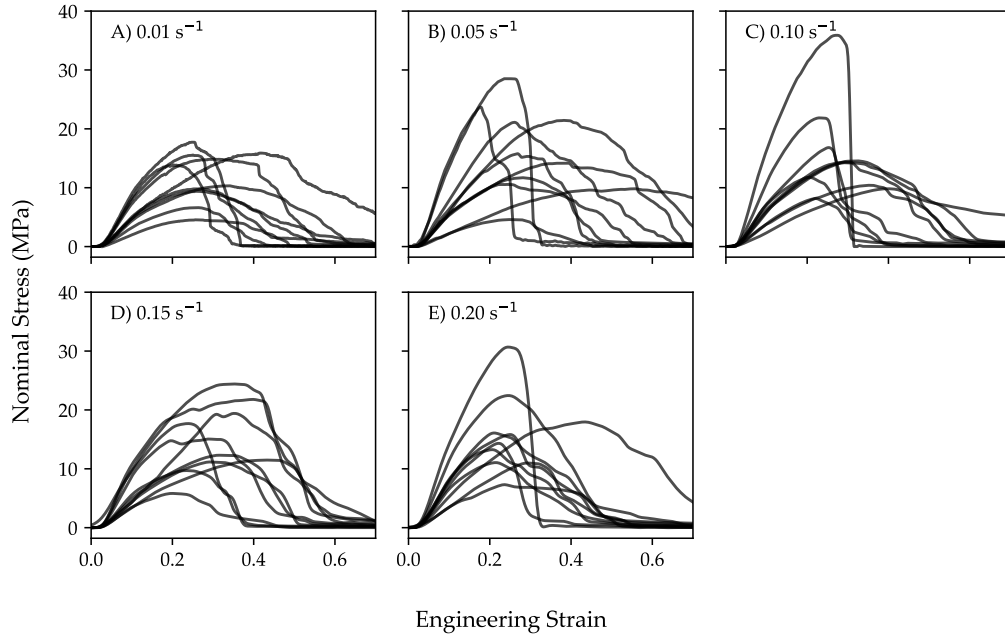 A) 0.01 s⁻¹
B) 0.05 s⁻¹
C) 0.10 s⁻¹
40
30
20
10
0
D) 0.15 s⁻¹
E) 0.20 s⁻¹
40
30
20
10
0
0.0 0.2 0.4 0.6
0.0 0.2 0.4 0.6
Nominal Stress (MPa)
Engineering Strain